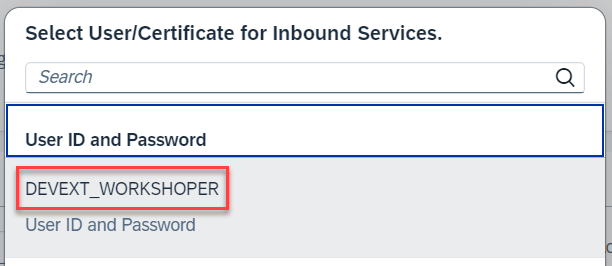 Select User/Certificate for Inbound Services.
Search
User ID and Password
DEVEXT_WORKSHOPER
User ID and Password